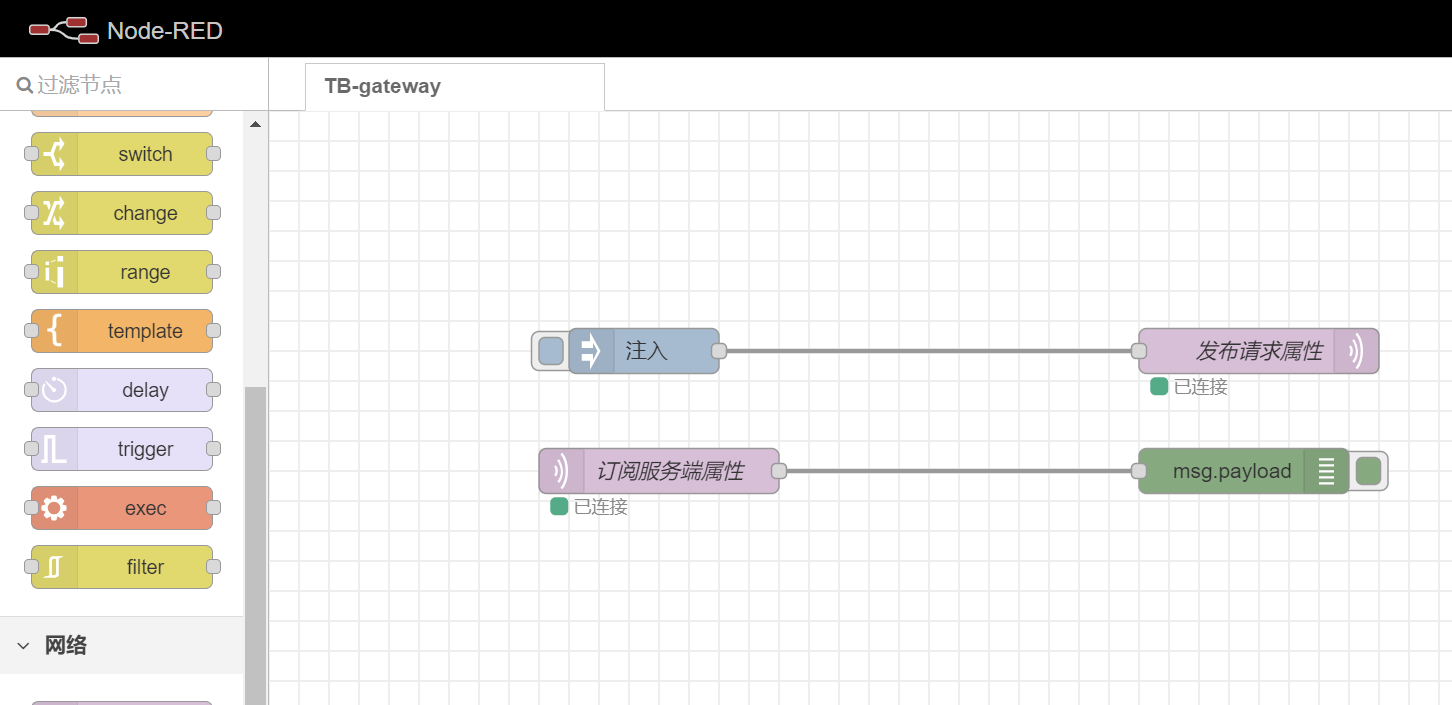 Node-RED
过滤节点
TB-gateway
switch
change
range
template
delay
trigger
exec
filter
网络
注入
发布请求属性
已连接
订阅服务端属性
已连接
msg.payload